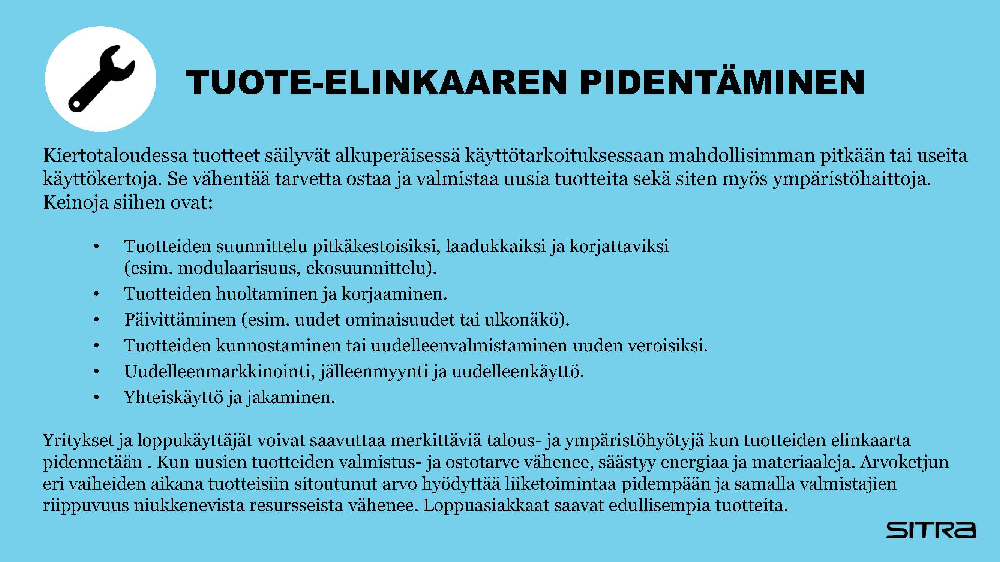 TUOTE-ELINKAAREN PIDENTÄMINEN
Kiertotaloudessa tuotteet säilyvät alkuperäisessä käyttötarkoituksessaan mahdollisimman pitkään tai useita
käyttökertoja. Se vähentää tarvetta ostaa ja valmistaa uusia tuotteita sekä siten myös ympäristöhaittoja.
Keinoja siihen ovat:
• Tuotteiden suunnittelu pitkäkestoisiksi, laadukkaiksi ja korjattaviksi
(esim. modulaarisuus, ekosuunnittelu).
• Tuotteiden huoltaminen ja korjaaminen.
• Päivittäminen (esim. uudet ominaisuudet tai ulkonäkö).
• Tuotteiden kunnostaminen tai uudelleenvalmistaminen uuden veroisiksi.
• Uudelleenmarkkinointi, jälleenmyynti ja uudelleenkäyttö.
• Yhteiskäyttö ja jakaminen.
Yritykset ja loppukäyttäjät voivat saavuttaa merkittäviä talous- ja ympäristöhyötyjä kun tuotteiden elinkaarta
pidennetään . Kun uusien tuotteiden valmistus- ja ostotarve vähenee, säästyy energiaa ja materiaaleja. Arvoketjun
eri vaiheiden aikana tuotteisiin sitoutunut arvo hyödyttää liiketoimintaa pidempään ja samalla valmistajien
riippuvuus niukkenevista resursseista vähenee. Loppuasiakkaat saavat edullisempia tuotteita.
SITRA